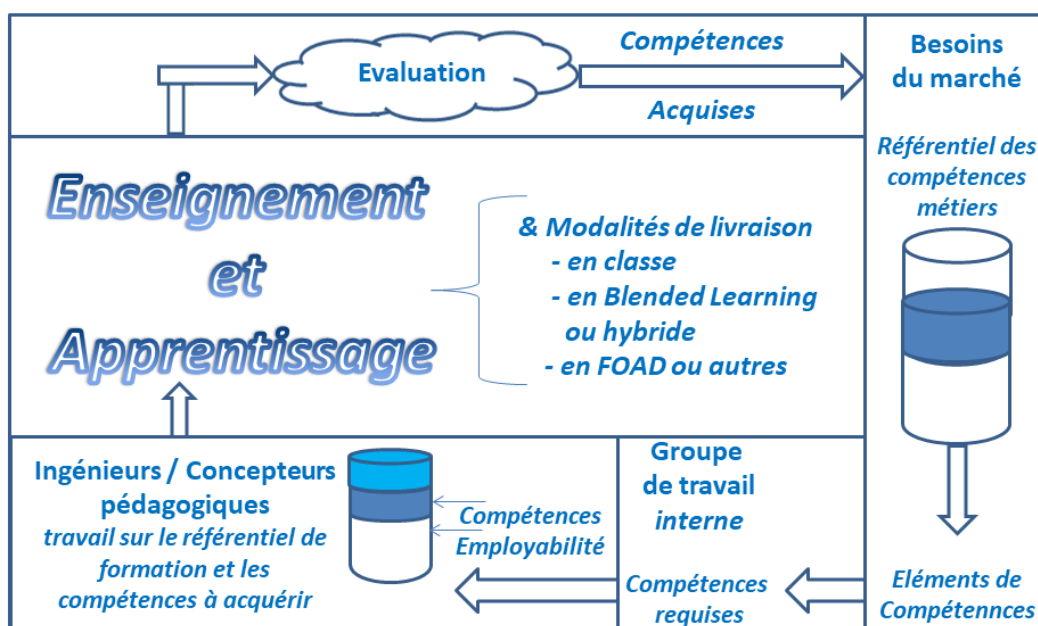 Evaluation
Compétences
Acquises
Besoins
du marché
Référentiel des
compétences
métiers
Enseignement
et
Apprentissage
& Modalités de livraison
- en classe
- en Blended Learning
ou hybride
- en FOAD ou autres
Ingénieurs / Concepteurs
pédagogiques
travail sur le référentiel de
formation et les
compétences à acquérir
Compétences
Employabilité
Groupe
de travail
interne
Compétences
requises
Eléments de
Compétennces